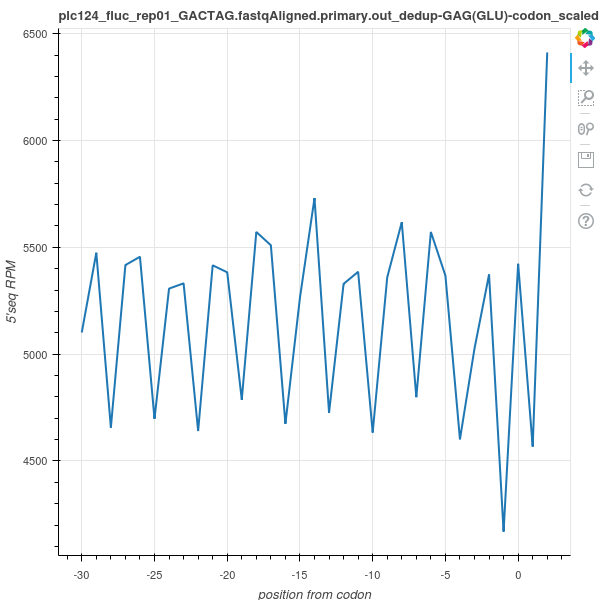 plc124_fluc_rep01_GACTAG.fastqAligned.primary.out_dedup-GAG(GLU)-codon_scaled
6500
6000
5500
5000
4500
5'seq RPM
-30 -25 -20 -15 -10 -5 0
position from codon